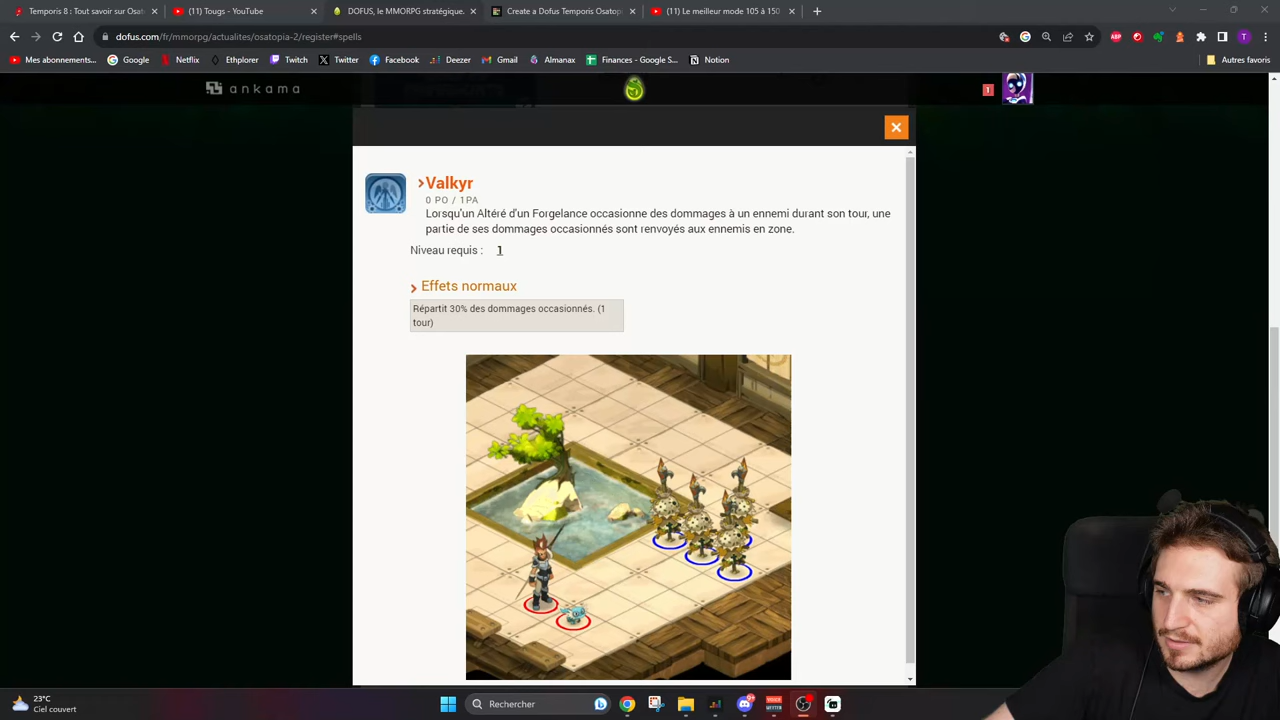 Temporis 8 : Tout savoir sur Osato
(11) Tougs - YouTube
DOFUS, le MMORPG stratégique.
Create a Dofus Temporis Osatop
(11) Le meilleur mode 105 à 150
dofus.com/fr/mmorpg/actualites/osatopia-2/register#spells
Mes abonnements...
Google
Netflix
Ethplorer
Twitch
Twitter
Facebook
Deezer
Gmail
Almanax
Finances - Google S...
Notion
Autres favoris
ankama
1
Valkyr
0 PO / 1PA
Lorsqu'un Altéré d'un Forgelance occasionne des dommages à un ennemi durant son tour, une
partie de ses dommages occasionnés sont renvoyés aux ennemis en zone.
Niveau requis : 1
Effets normaux
Répartit 30% des dommages occasionnés. (1
tour)
23°C
Ciel couvert
Rechercher